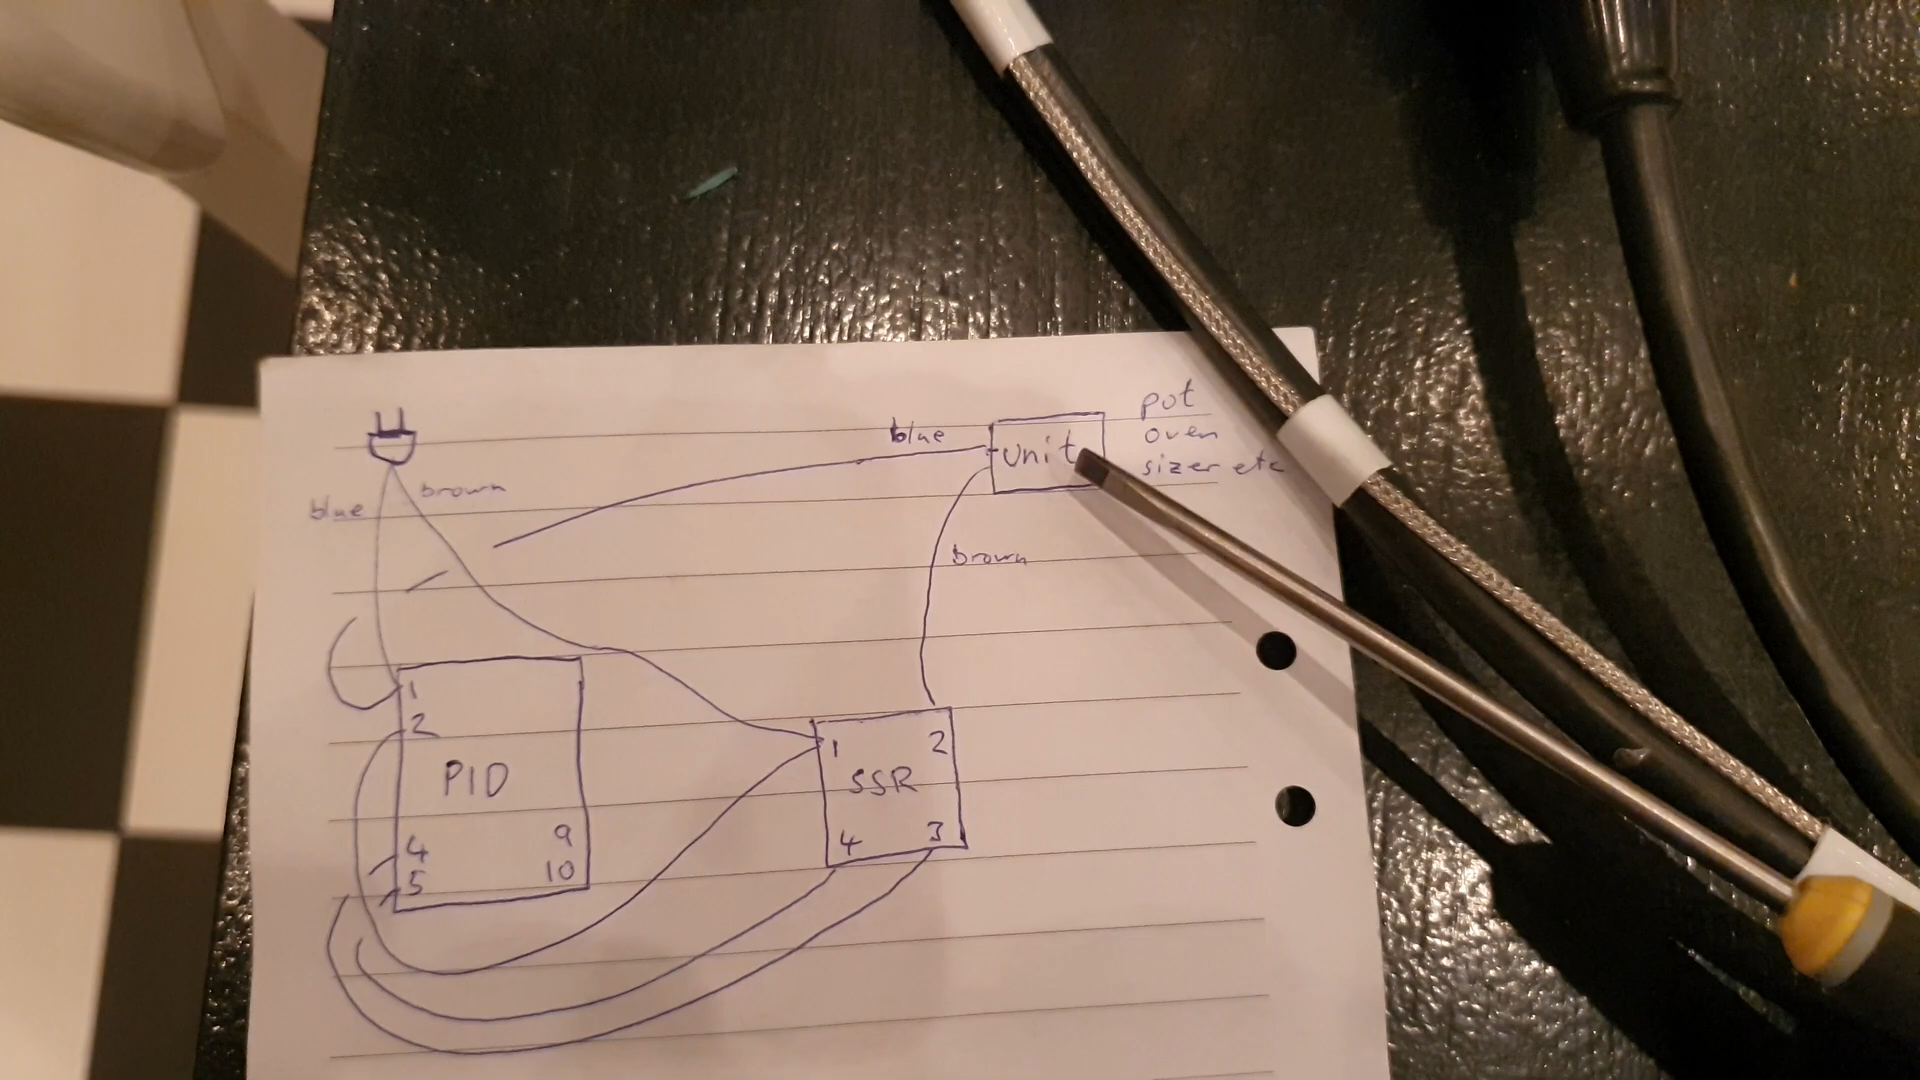 pot
blue
unit
oven
sizer etc
brown
blue
brown
1
2
PID
4
9
5
10
1
2
SSR
4
3